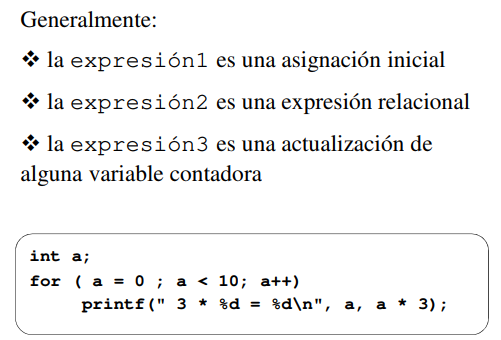 Generalmente:
❖ la expresión1 es una asignación inicial
❖ la expresión2 es una expresión relacional
❖ la expresión3 es una actualización de
alguna variable contadora
int a;
for ( a = 0 ; a < 10; a++)
     printf(" 3 * %d = %d\n", a, a * 3);